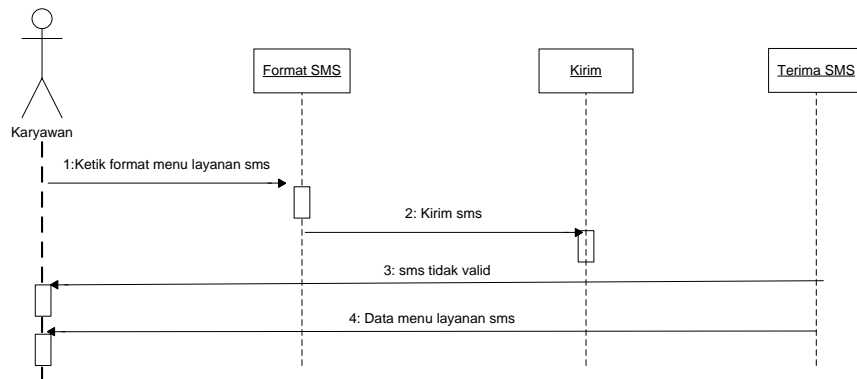 Format SMS
Kirim
Terima SMS
Karyawan
1:Ketik format menu layanan sms
2: Kirim sms
3: sms tidak valid
4: Data menu layanan sms